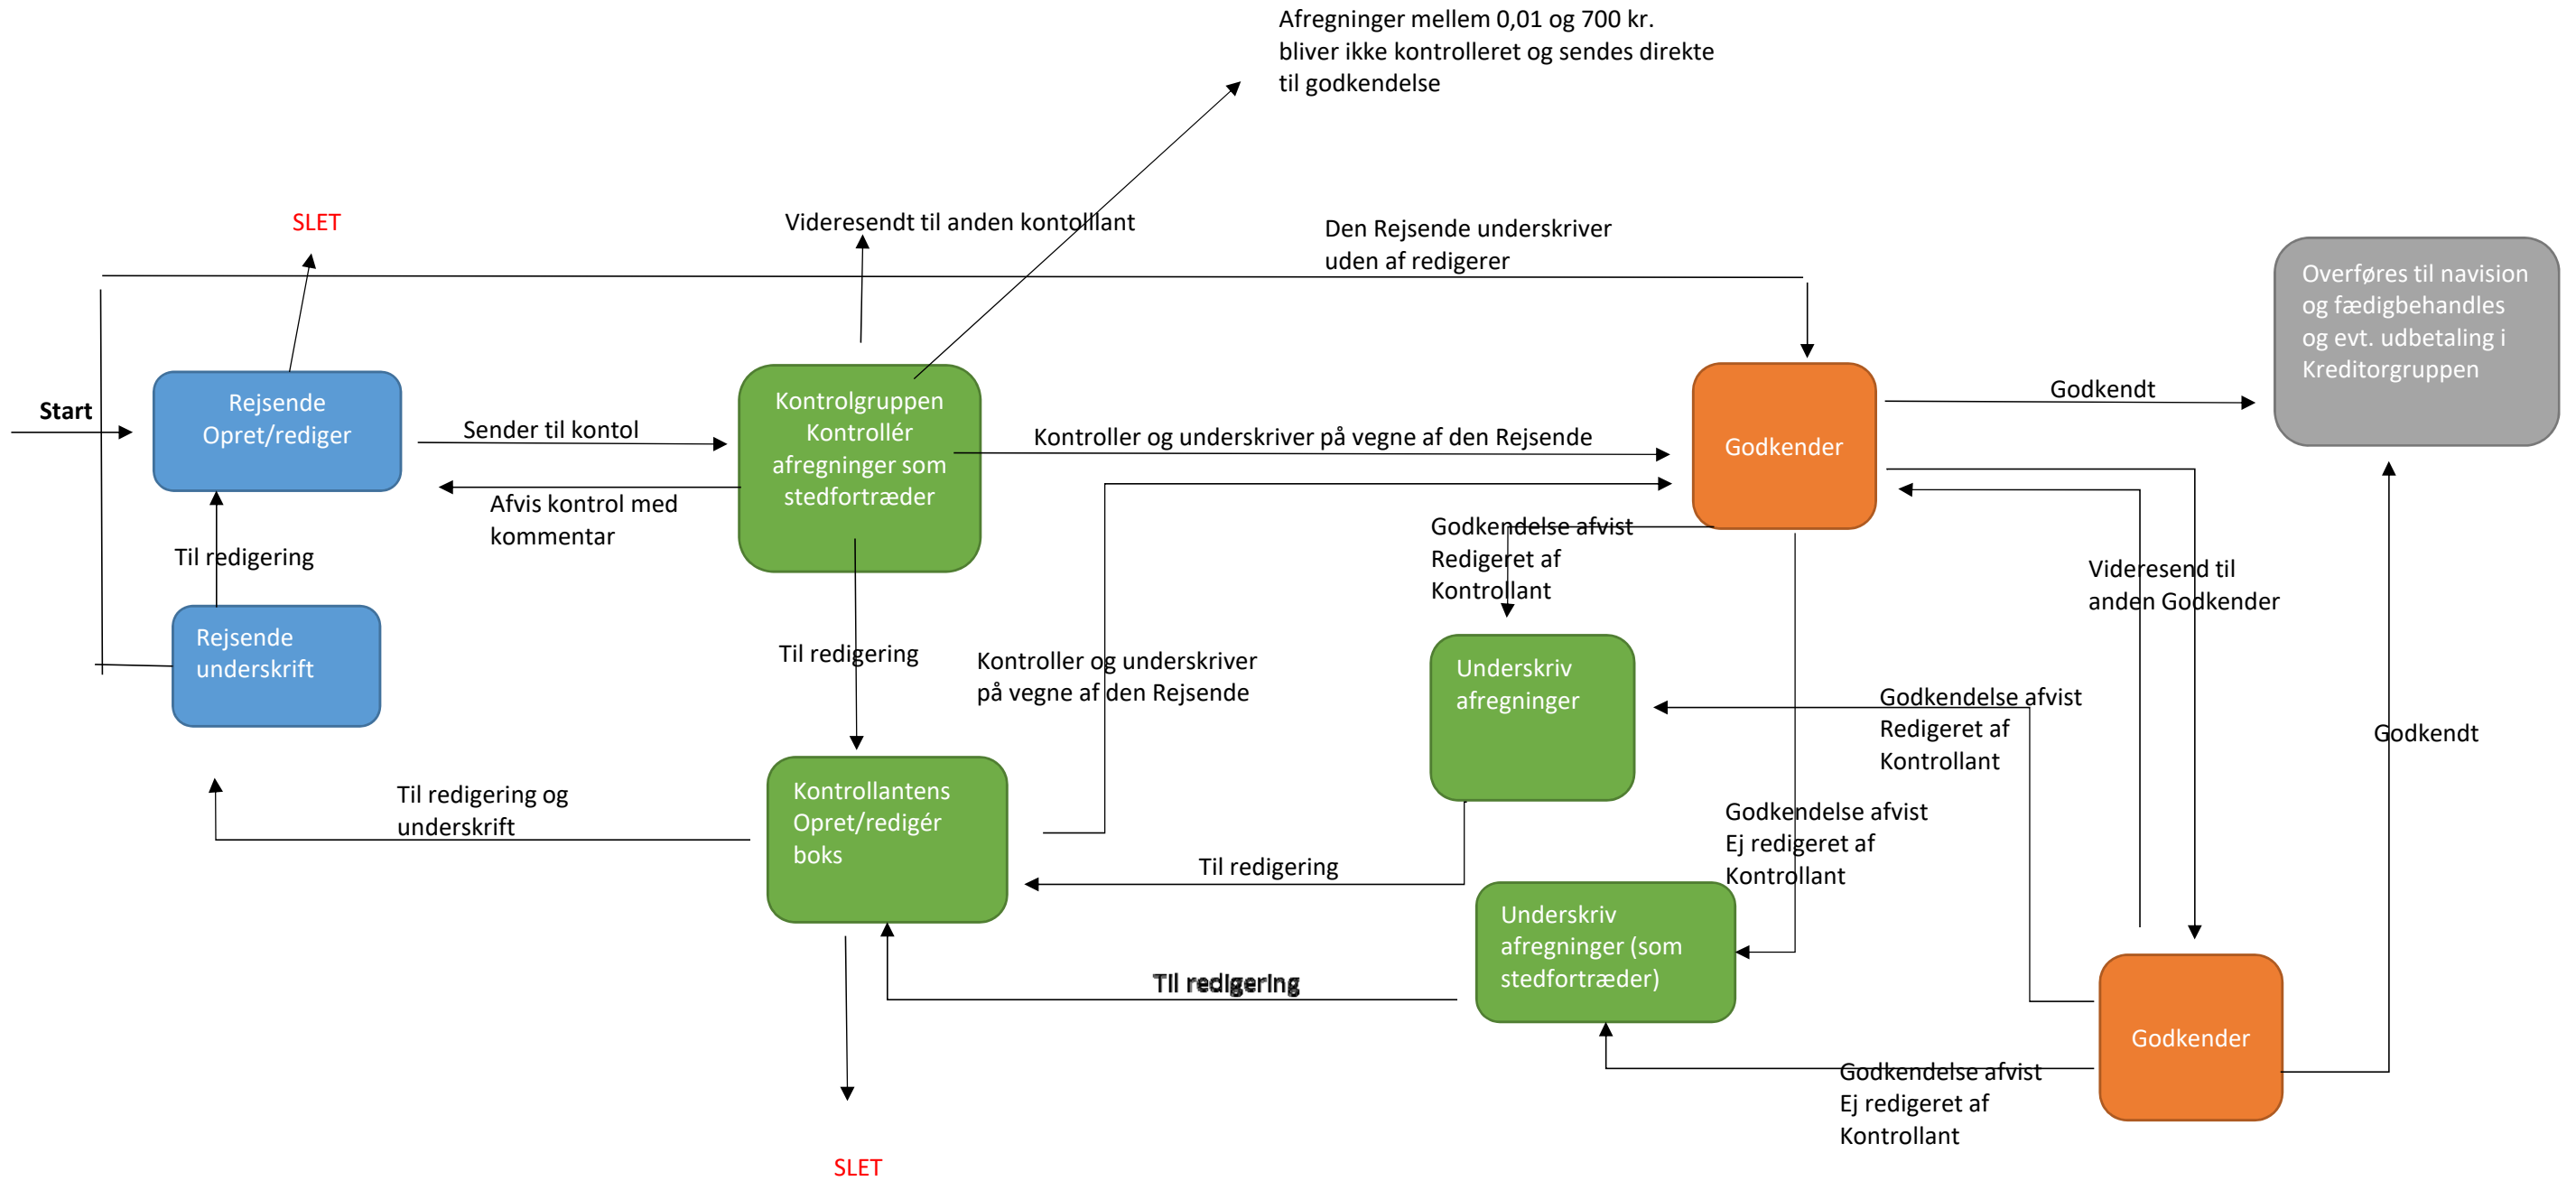 Afregninger mellem 0,01 og 700 kr.
bliver ikke kontrolleret og sendes direkte
til godkendelse
SLET
Videresendt til anden kontolllant
Den Rejsende underskriver
uden af redigerer
Overføres til navision
og fædigbehandles
og evt. udbetaling i
Kreditorgruppen
Start
Rejsende
Opret/rediger
Sender til kontol
Afvis kontrol med
kommentar
Kontrolgruppen
Kontrollér
afregninger som
stedfortræder
Kontroller og underskriver på vegne af den Rejsende
Godkender
Godkendt
Godkendelse afvist
Redigeret af
Kontrollant
Videresend til
anden Godkender
Til redigering
Rejsende
underskrift
Til redigering
Kontroller og underskriver
på vegne af den Rejsende
Underskriv
afregninger
Godkendelse afvist
Redigeret af
Kontrollant
Godkendt
Til redigering og
underskrift
Kontrollantens
Opret/redigér
boks
Til redigering
Godkendelse afvist
Ej redigeret af
Kontrollant
Underskriv
afregninger (som
stedfortræder)
Til redigering
Godkender
Godkendelse afvist
Ej redigeret af
Kontrollant
SLET